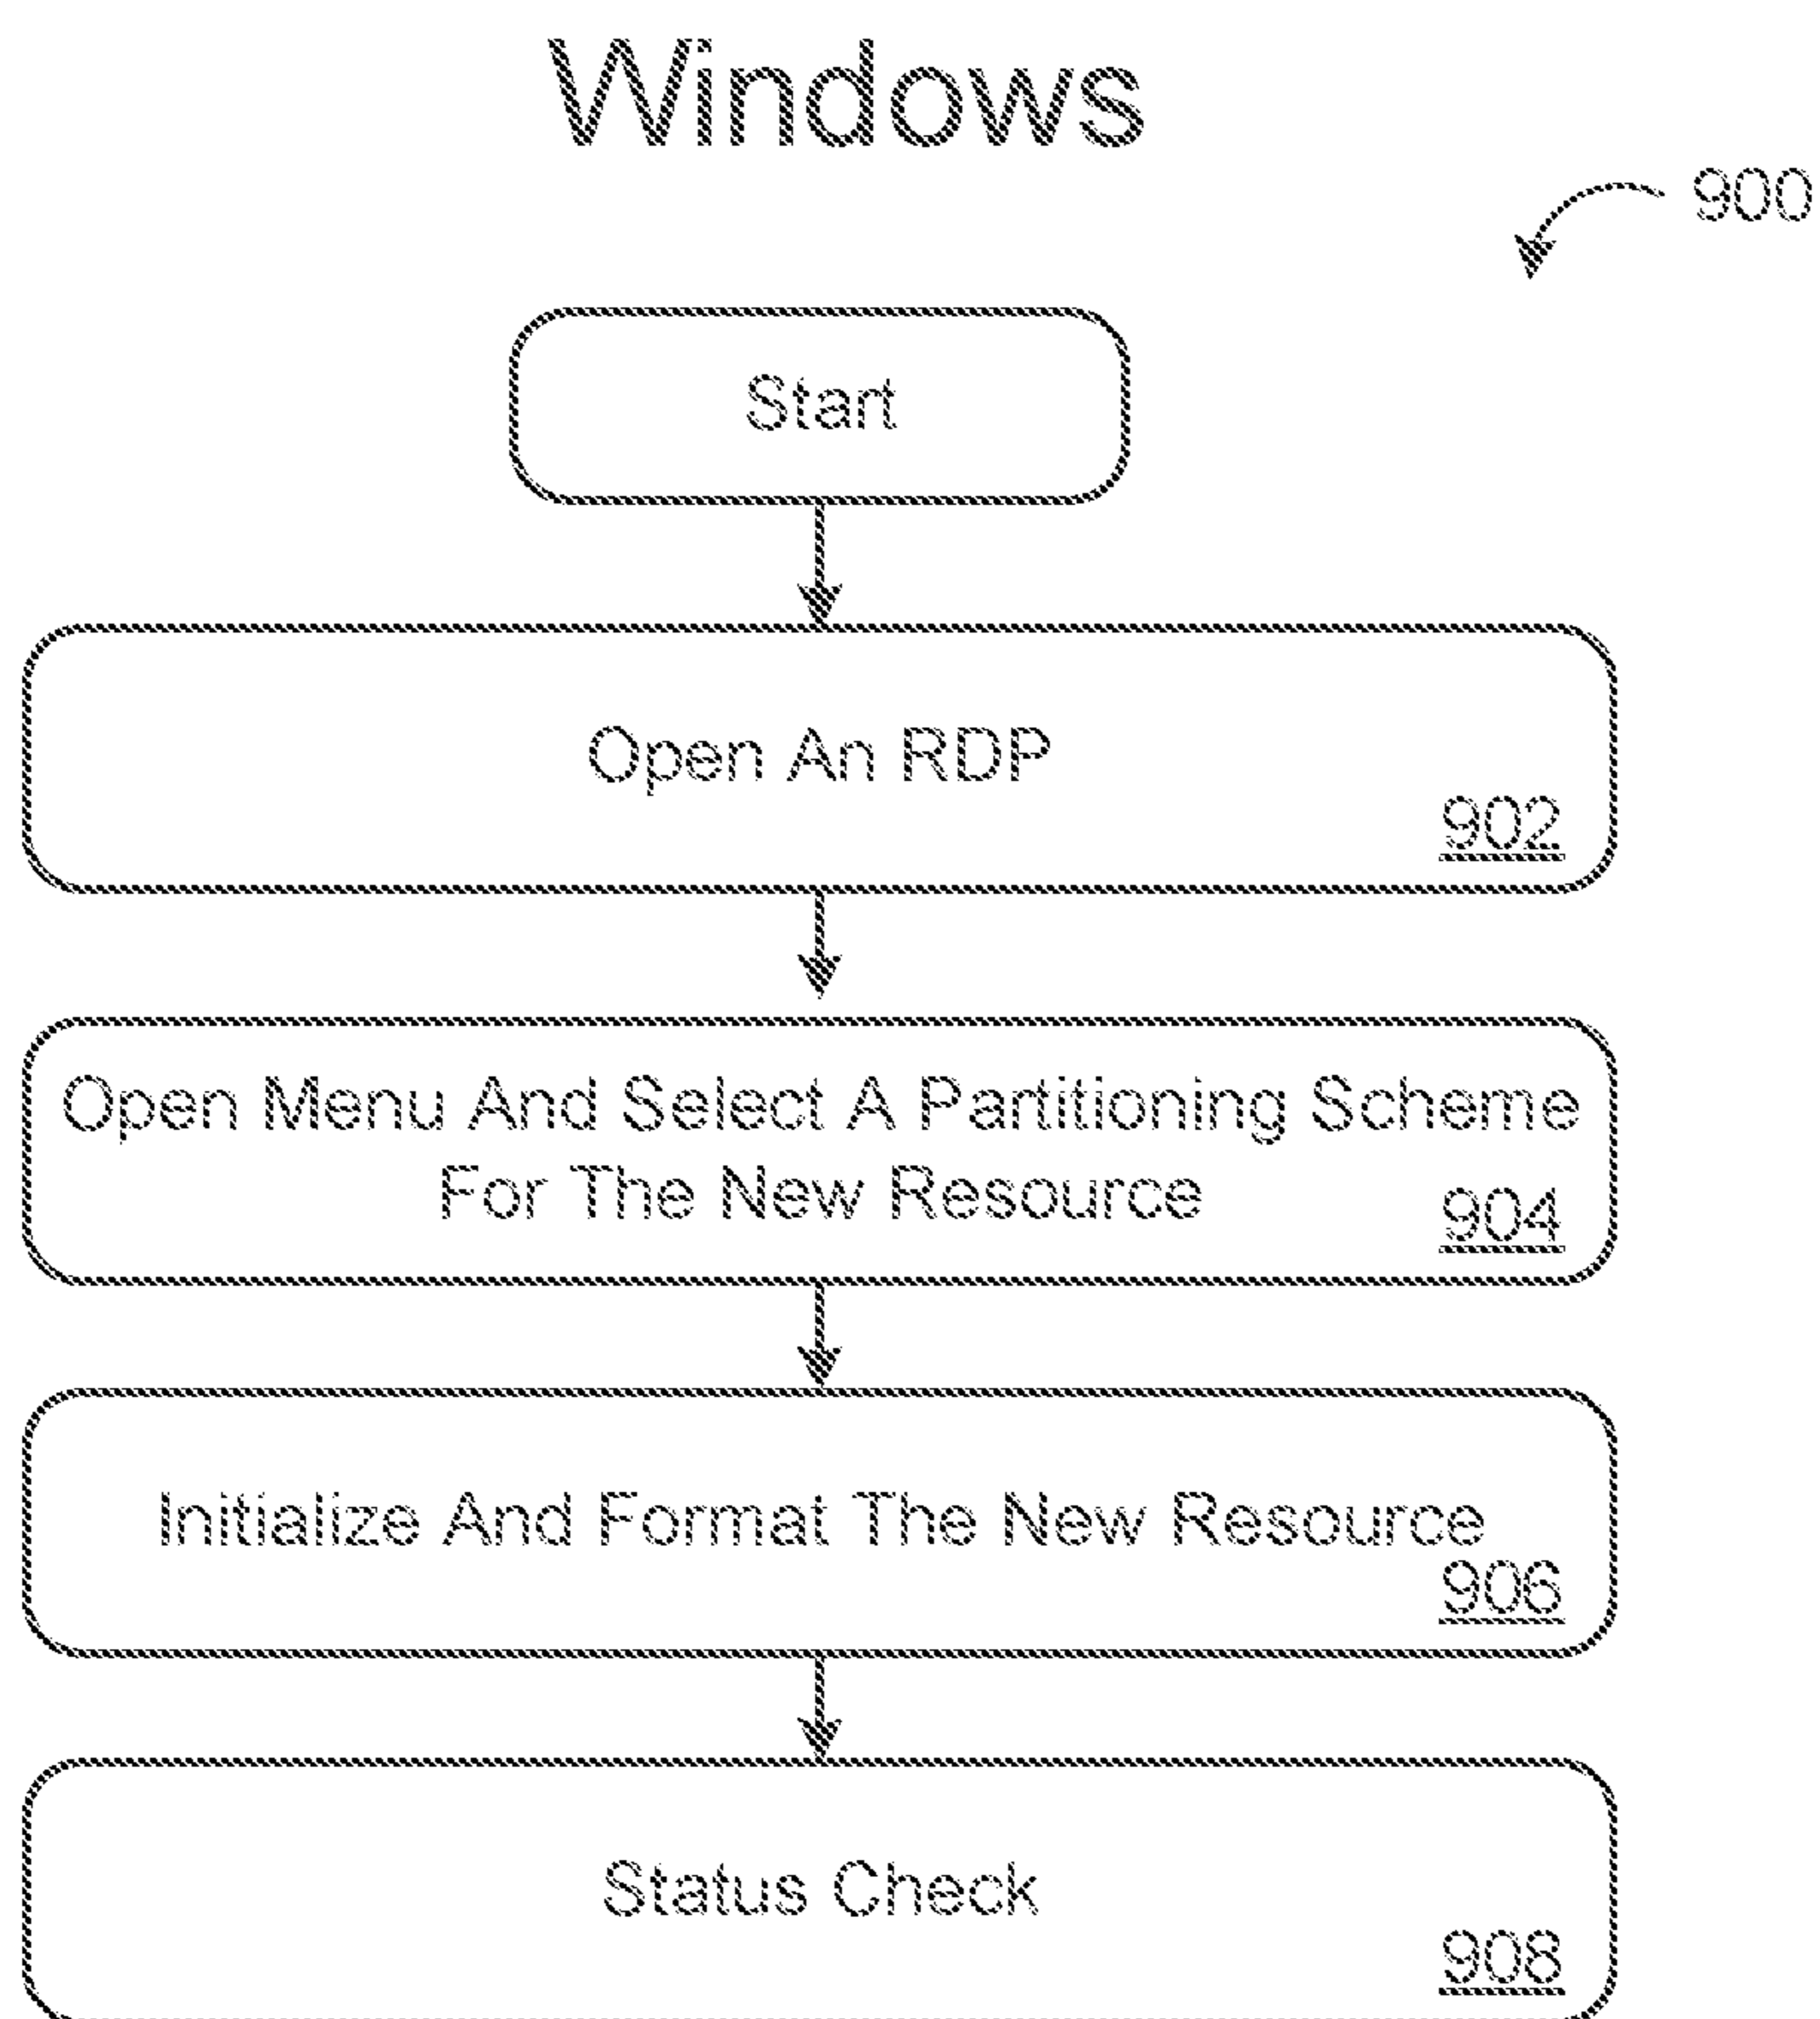 Windows
900
Start
Open An RDP
902
Open Menu And Select A Partitioning Scheme
For The New Resource
904
Initialize And Format The New Resource
906
Status Check
908